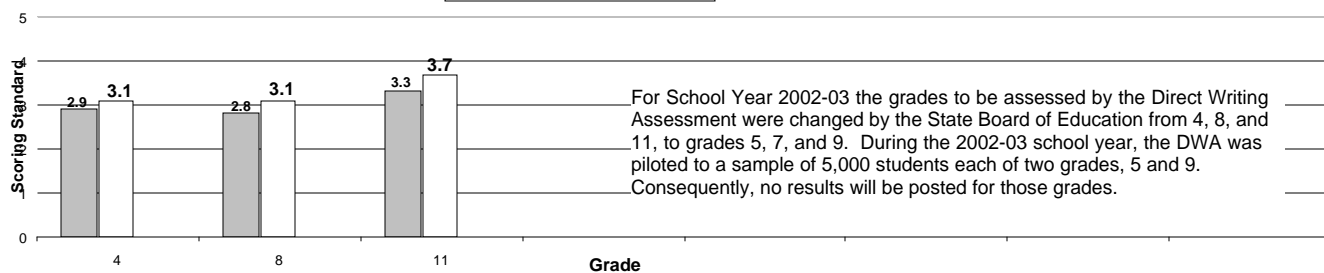 5
4
3
2
1
0
Scoring Standard
2.9
3.1
2.8
3.1
3.3
3.7
For School Year 2002-03 the grades to be assessed by the Direct Writing
Assessment were changed by the State Board of Education from 4, 8, and
11, to grades 5, 7, and 9. During the 2002-03 school year, the DWA was
piloted to a sample of 5,000 students each of two grades, 5 and 9.
Consequently, no results will be posted for those grades.
4
8
11
Grade